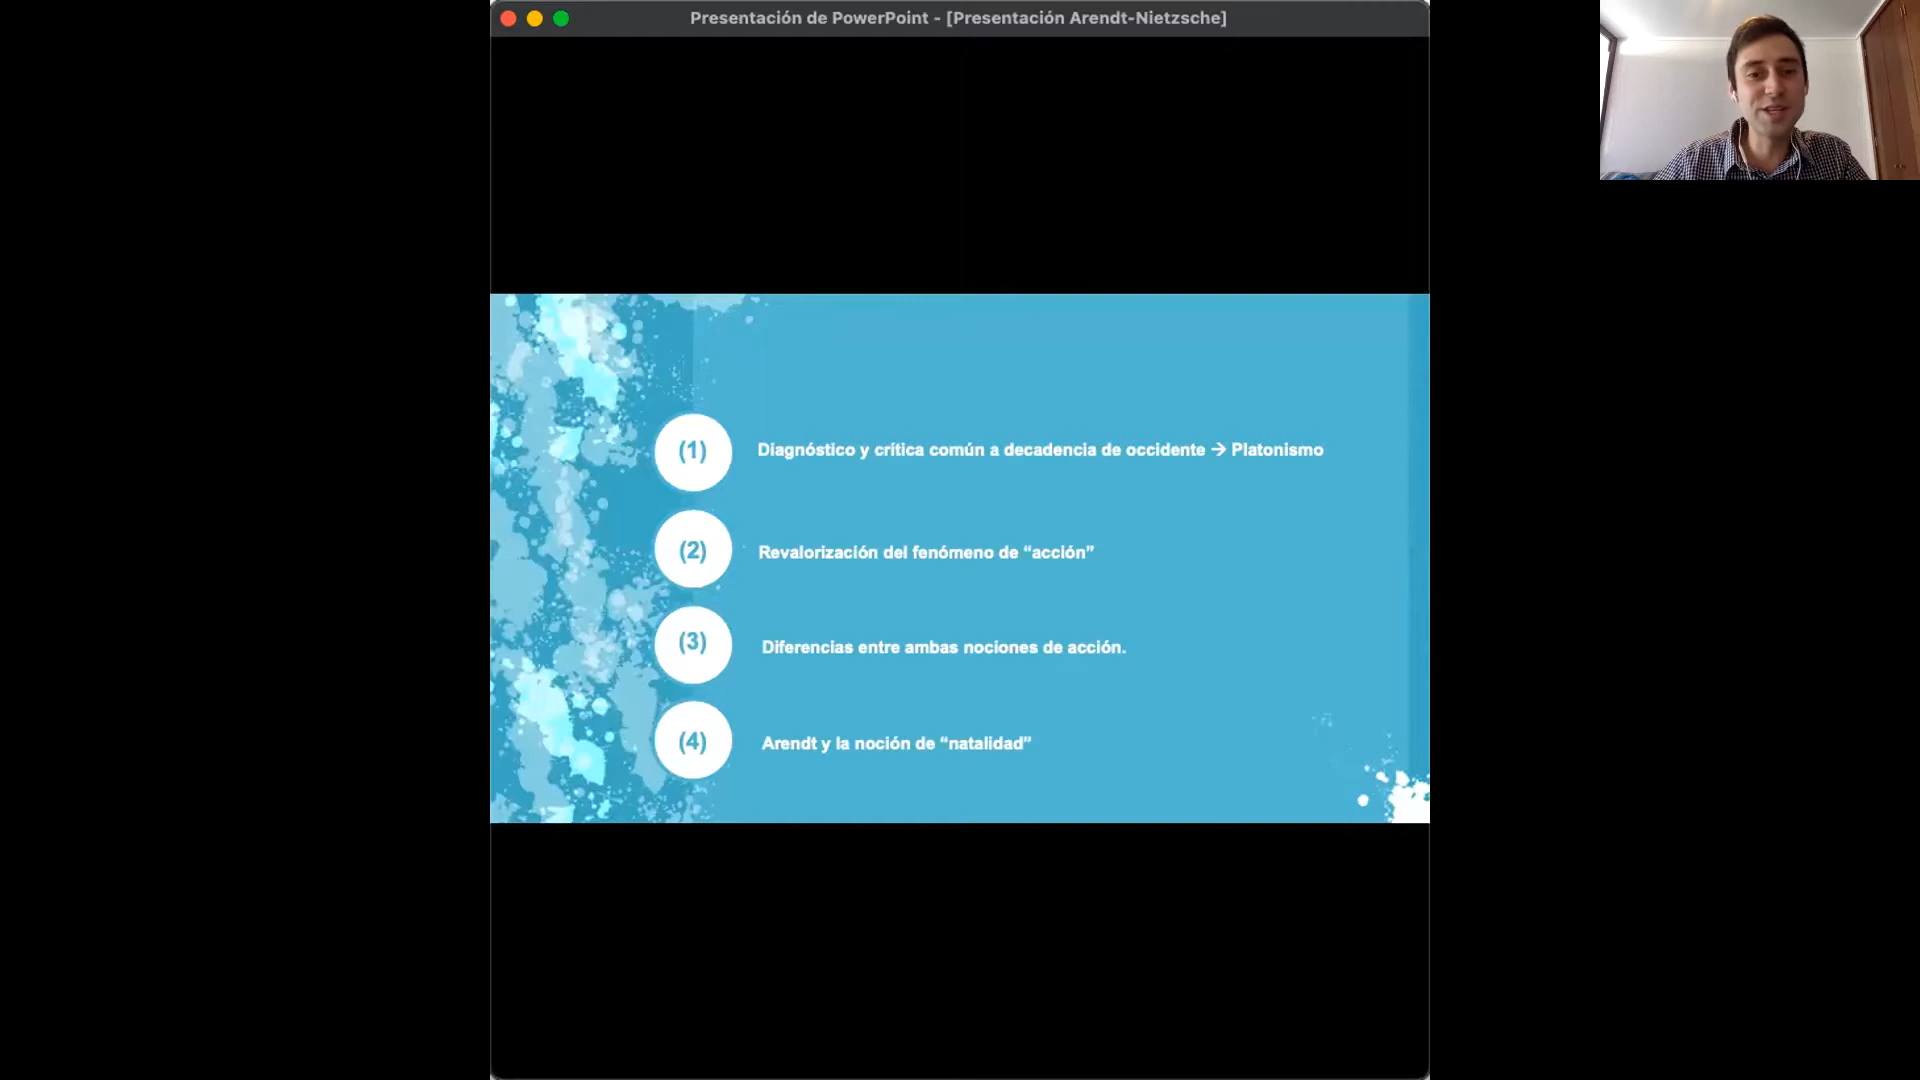 Presentación de PowerPoint - [Presentación Arendt-Nietzsche]
(1) Diagnóstico y crítica común a decadencia de occidente → Platonismo
(2) Revalorización del fenómeno de “acción”
(3) Diferencias entre ambas nociones de acción.
(4) Arendt y la noción de “natalidad”